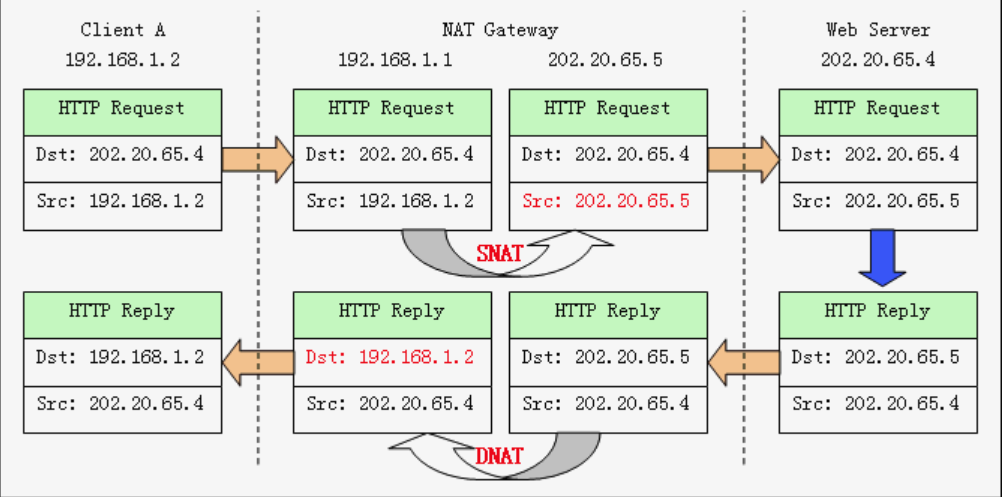 Client A
NAT Gateway
Web Server
192.168.1.2
192.168.1.1
202.20.65.5
202.20.65.4
HTTP Request
HTTP Request
HTTP Request
HTTP Request
Dst: 202.20.65.4
Dst: 202.20.65.4
Dst: 202.20.65.4
Dst: 202.20.65.4
Src: 192.168.1.2
Src: 192.168.1.2
Src: 202.20.65.5
Src: 202.20.65.5
SNAT
HTTP Reply
HTTP Reply
HTTP Reply
HTTP Reply
Dst: 192.168.1.2
Dst: 192.168.1.2
Dst: 202.20.65.5
Dst: 202.20.65.5
Src: 202.20.65.4
Src: 202.20.65.4
Src: 202.20.65.4
Src: 202.20.65.4
DNAT